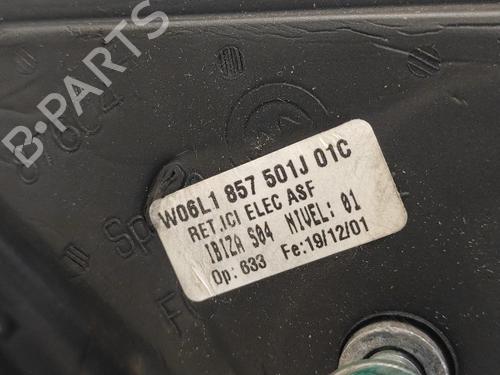 B-PARTS
W06L1 857 501J 01C
RET.ICI ELEC ASF
IBIZA S04 NIVEL: 01
Op: 633 Fe:19/12/01